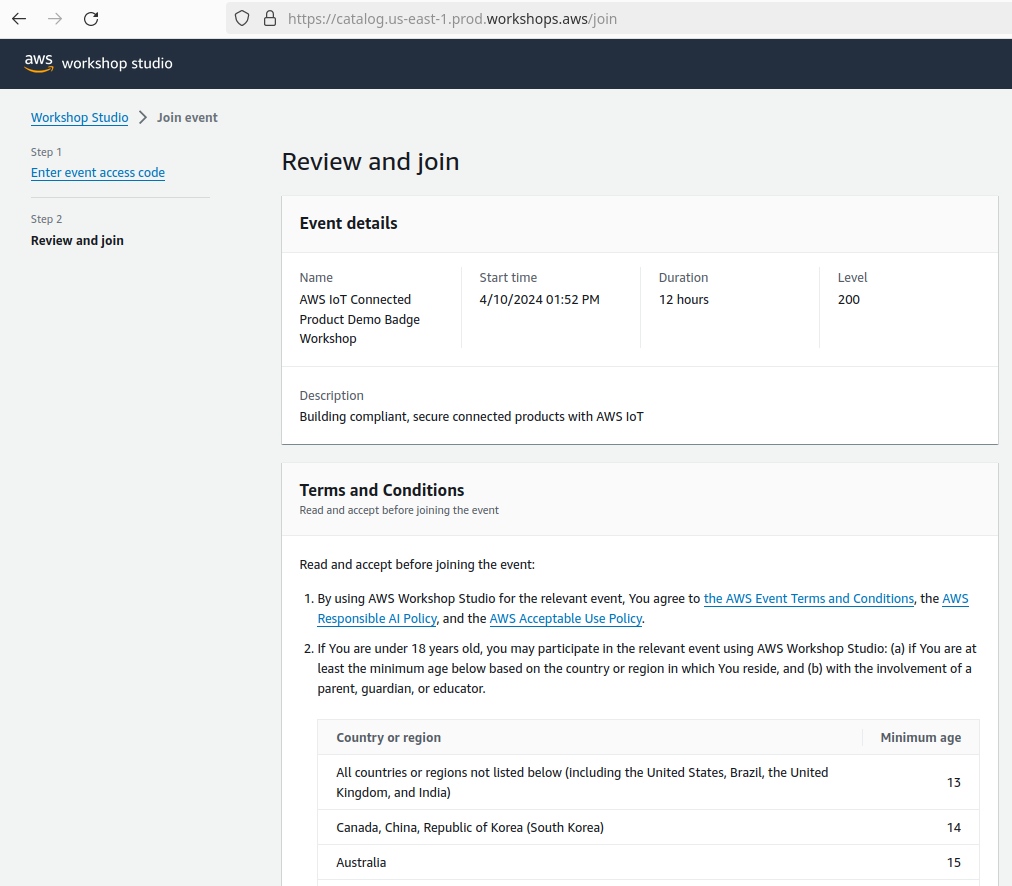 https://catalog.us-east-1.prod.workshops.aws/join
aws workshop studio
Workshop Studio > Join event
Step 1
Enter event access code
Step 2
Review and join
Review and join
Event details
Name
AWS IoT Connected
Product Demo Badge
Workshop
Start time
4/10/2024 01:52 PM
Duration
12 hours
Level
200
Description
Building compliant, secure connected products with AWS IoT
Terms and Conditions
Read and accept before joining the event
Read and accept before joining the event:
1. By using AWS Workshop Studio for the relevant event, You agree to the AWS Event Terms and Conditions, the AWS
Responsible AI Policy, and the AWS Acceptable Use Policy.
2. If You are under 18 years old, you may participate in the relevant event using AWS Workshop Studio: (a) if You are at
least the minimum age below based on the country or region in which You reside, and (b) with the involvement of a
parent, guardian, or educator.
Country or region Minimum age
All countries or regions not listed below (including the United States, Brazil, the United
Kingdom, and India) 13
Canada, China, Republic of Korea (South Korea) 14
Australia 15